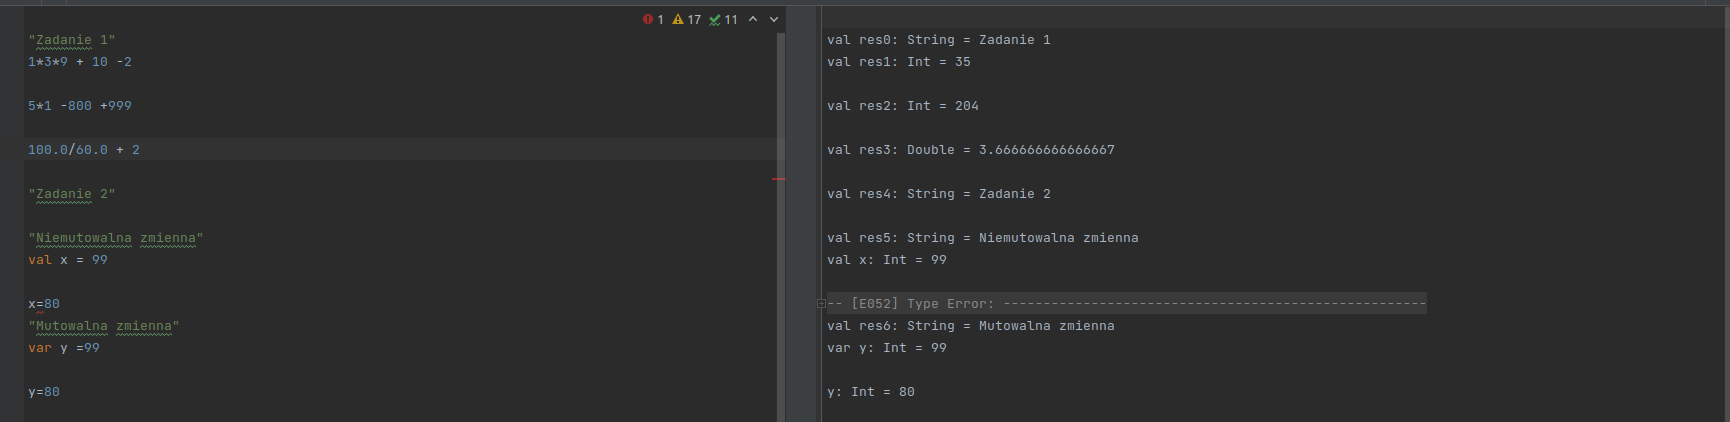 1 17 11
"Zadanie 1"
1*3*9 + 10 -2
5*1 -800 +999
100.0/60.0 + 2
"Zadanie 2"
"Niemutowalna zmienna"
val x = 99
x=80
"Mutowalna zmienna"
var y =99
y=80
val res0: String = Zadanie 1
val res1: Int = 35
val res2: Int = 204
val res3: Double = 3.666666666666667
val res4: String = Zadanie 2
val res5: String = Niemutowalna zmienna
val x: Int = 99
-- [E052] Type Error: -----------------------------------------------------
val res6: String = Mutowalna zmienna
var y: Int = 99
y: Int = 80